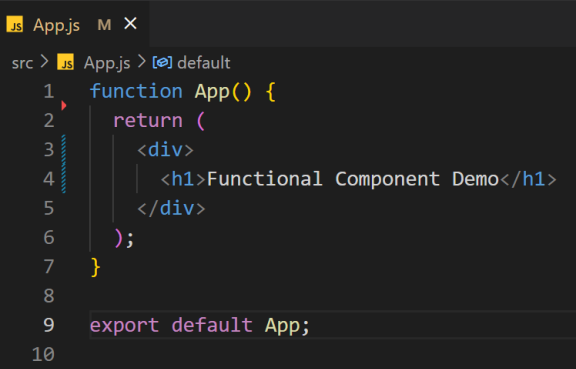 JS App.js M ×
src > JS App.js > default
1 function App() {
2   return (
3     <div>
4       <h1>Functional Component Demo</h1>
5     </div>
6   );
7 }
8
9 export default App;
10